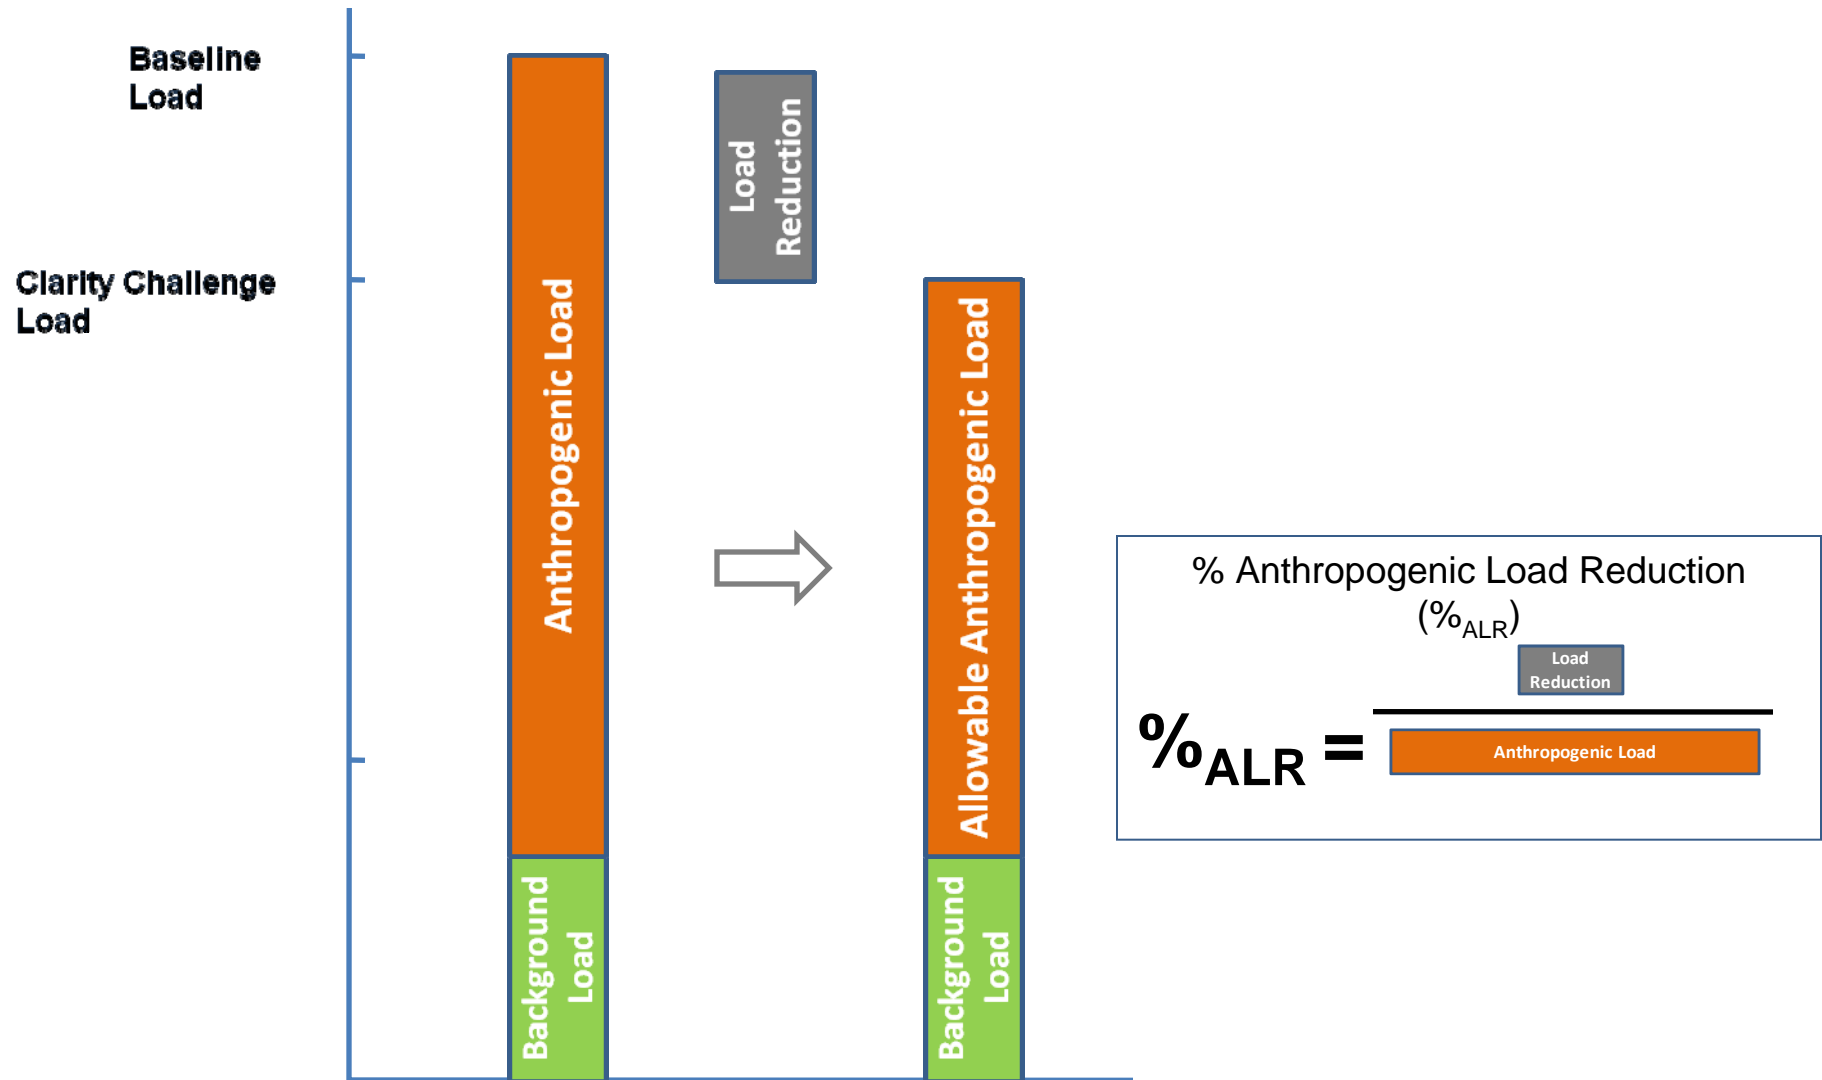 Baseline
Load
Clarity Challenge
Load
Anthropogenic Load
Background
Load
Load
Reduction
Allowable Anthropogenic Load
Background
Load
% Anthropogenic Load Reduction
(%ALR)
Load
Reduction
%ALR =
Anthropogenic Load